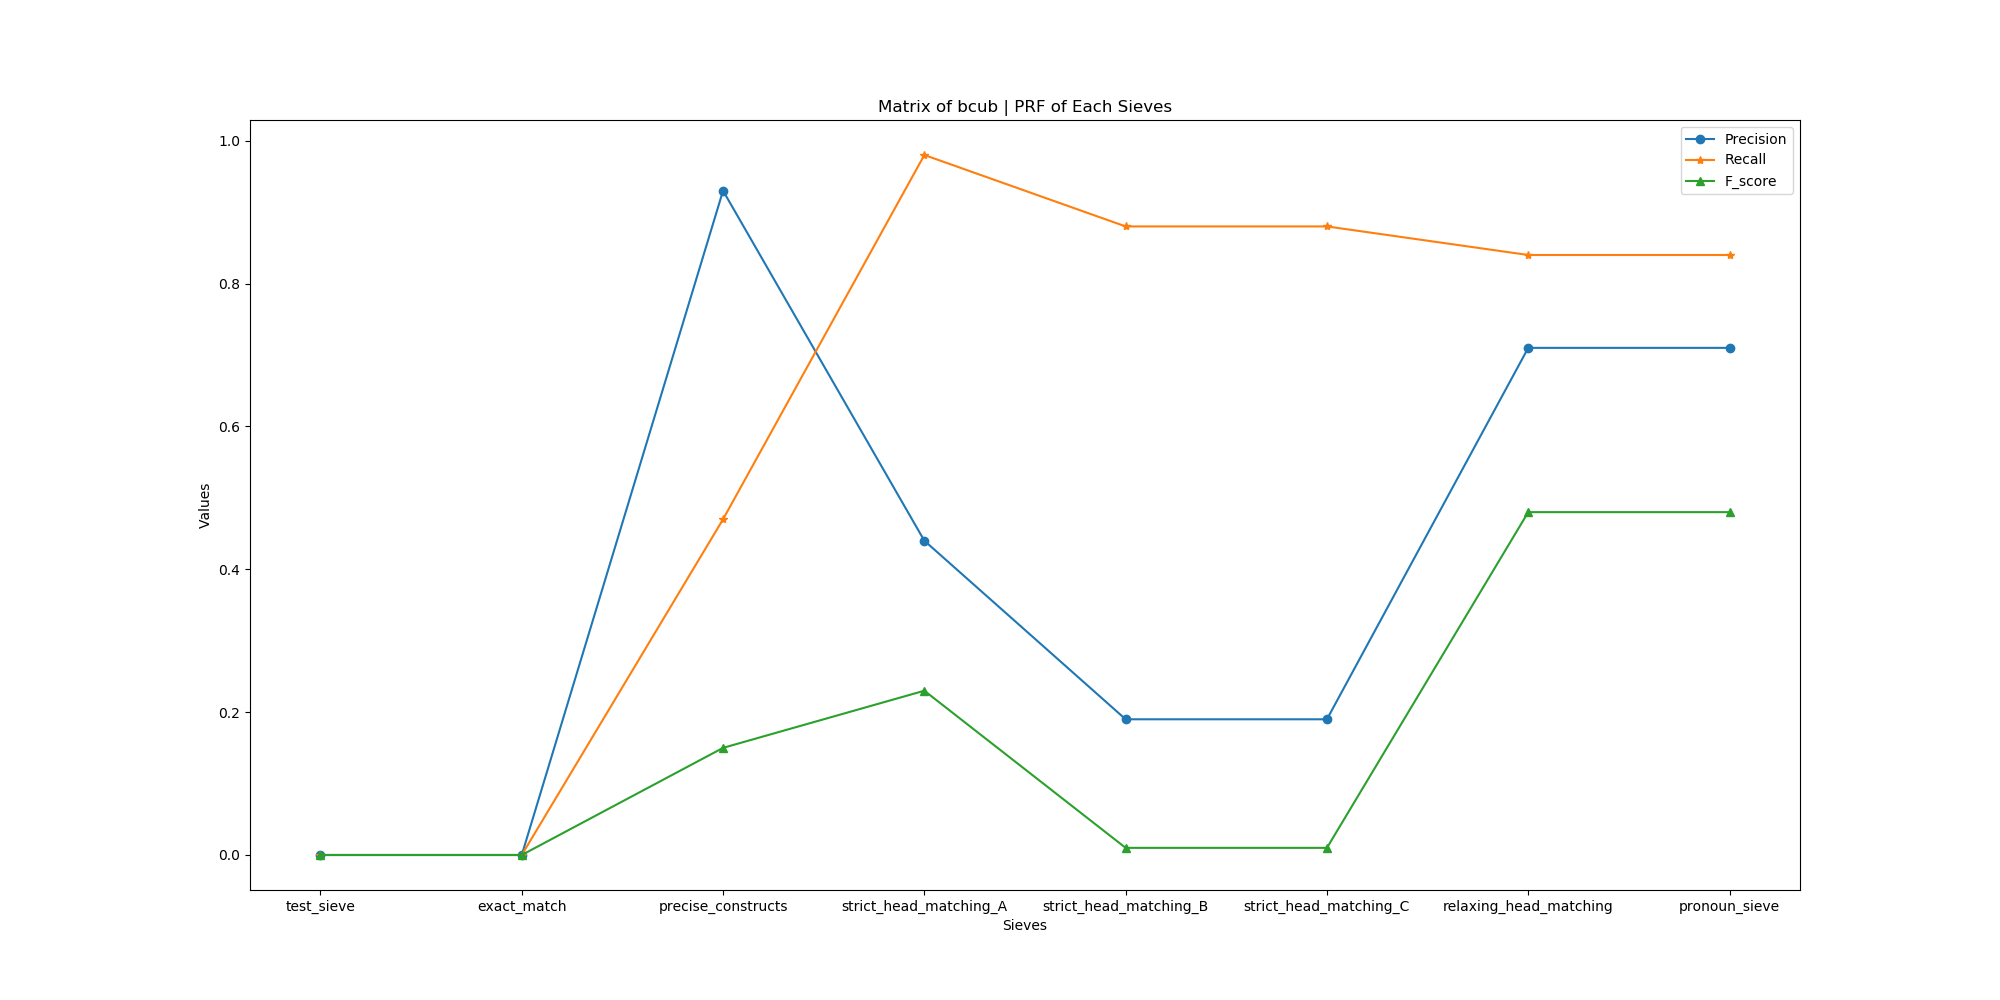 Matrix of bcub | PRF of Each Sieves
Precision
Recall
F_score
1.0
0.8
0.6
0.4
0.2
0.0
Values
test_sieve exact_match precise_constructs strict_head_matching_A strict_head_matching_B strict_head_matching_C relaxing_head_matching pronoun_sieve
Sieves